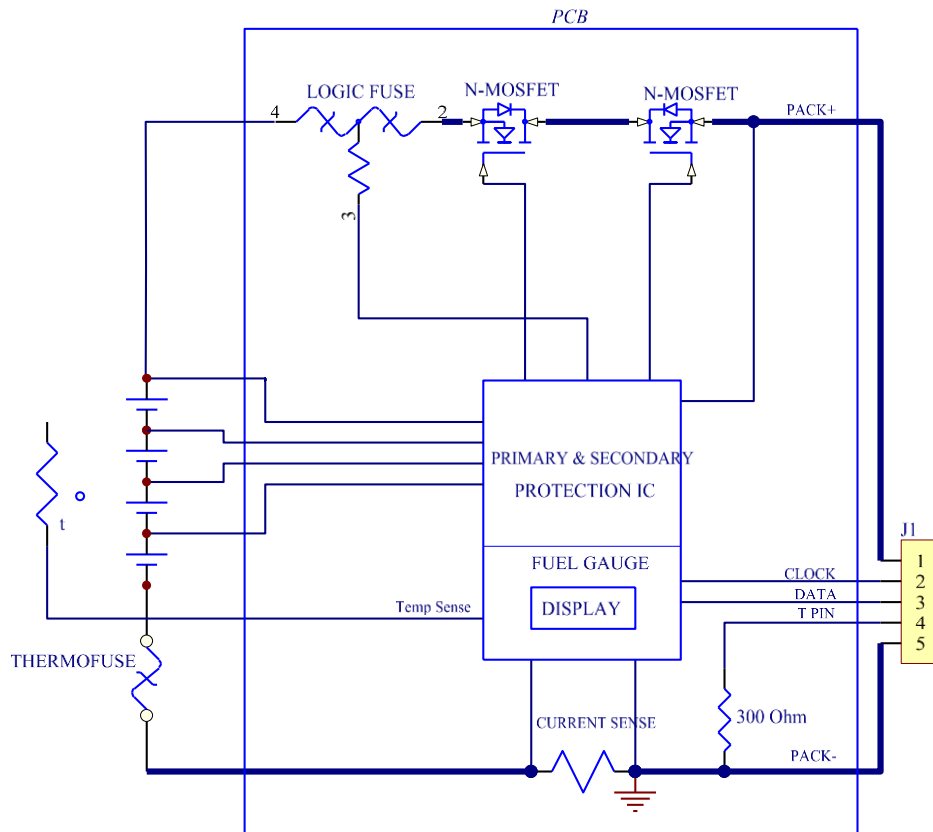 PCB
LOGIC FUSE
N-MOSFET
N-MOSFET
4
2
PACK+
3
PRIMARY & SECONDARY
PROTECTION IC
t
J1
FUEL GAUGE
1
CLOCK
2
DATA
3
DISPLAY
Temp Sense
T PIN
4
5
THERMOFUSE
CURRENT SENSE
300 Ohm
PACK-